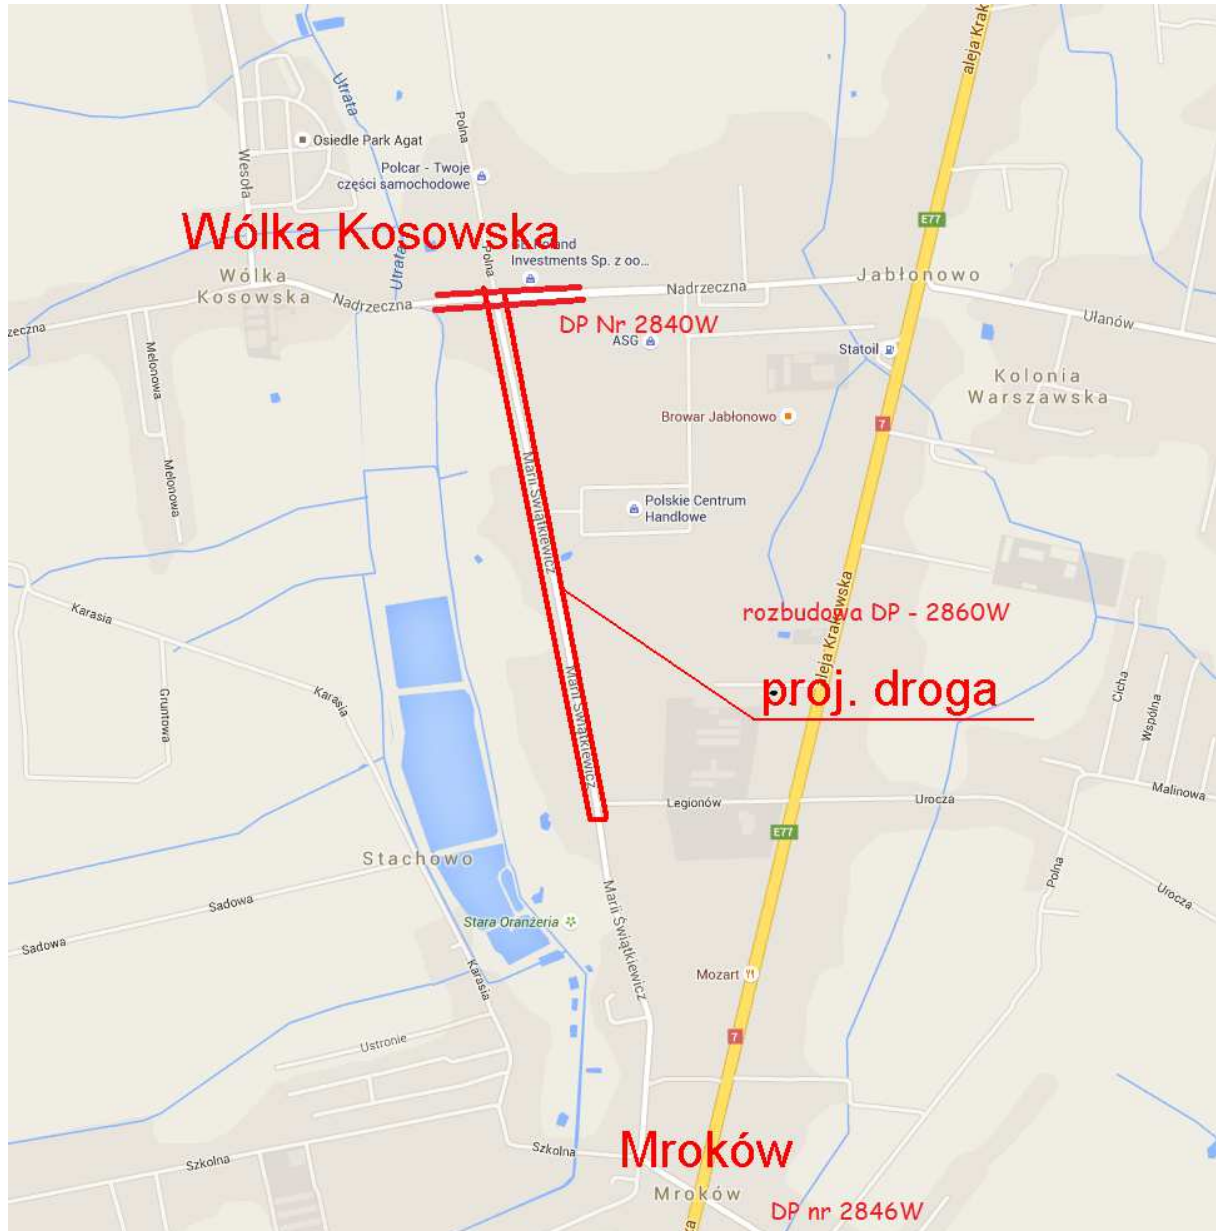 aleja Krak
Utrata
Polna
Osiedle Park Agat
Wesoła
Polcar - Twoje
części samochodowe
E77
Wólka Kosowska
Polna
Investments Sp. z oo...
Utrata
Wólka
Kosowska
Jabłonowo
Nadrzeczna
Nadrzeczna
rzeczna
DP Nr 2840W
Ułanów
ASG
Statoil
Melonowa
Kolonia
Warszawska
Browar Jabłonowo
7
Melonowa
Marii Świątkiewicz
Polskie Centrum
Handlowe
Karasia
rozbudowa DP - 2860W
aleja Krakowska
Karasia
Gruntowa
Marii Świątkiewicz
proj. droga
Cicha
Wspólna
Malinowa
Legionów
Urocza
E77
Stachowo
Polna
Urocza
Sadowa
Marii Świątkiewicz
Stara Oranżeria
Sadowa
Karasia
Mozart
7
Ustronie
Szkolna
Mroków
Szkolna
Mroków
DP nr 2846W